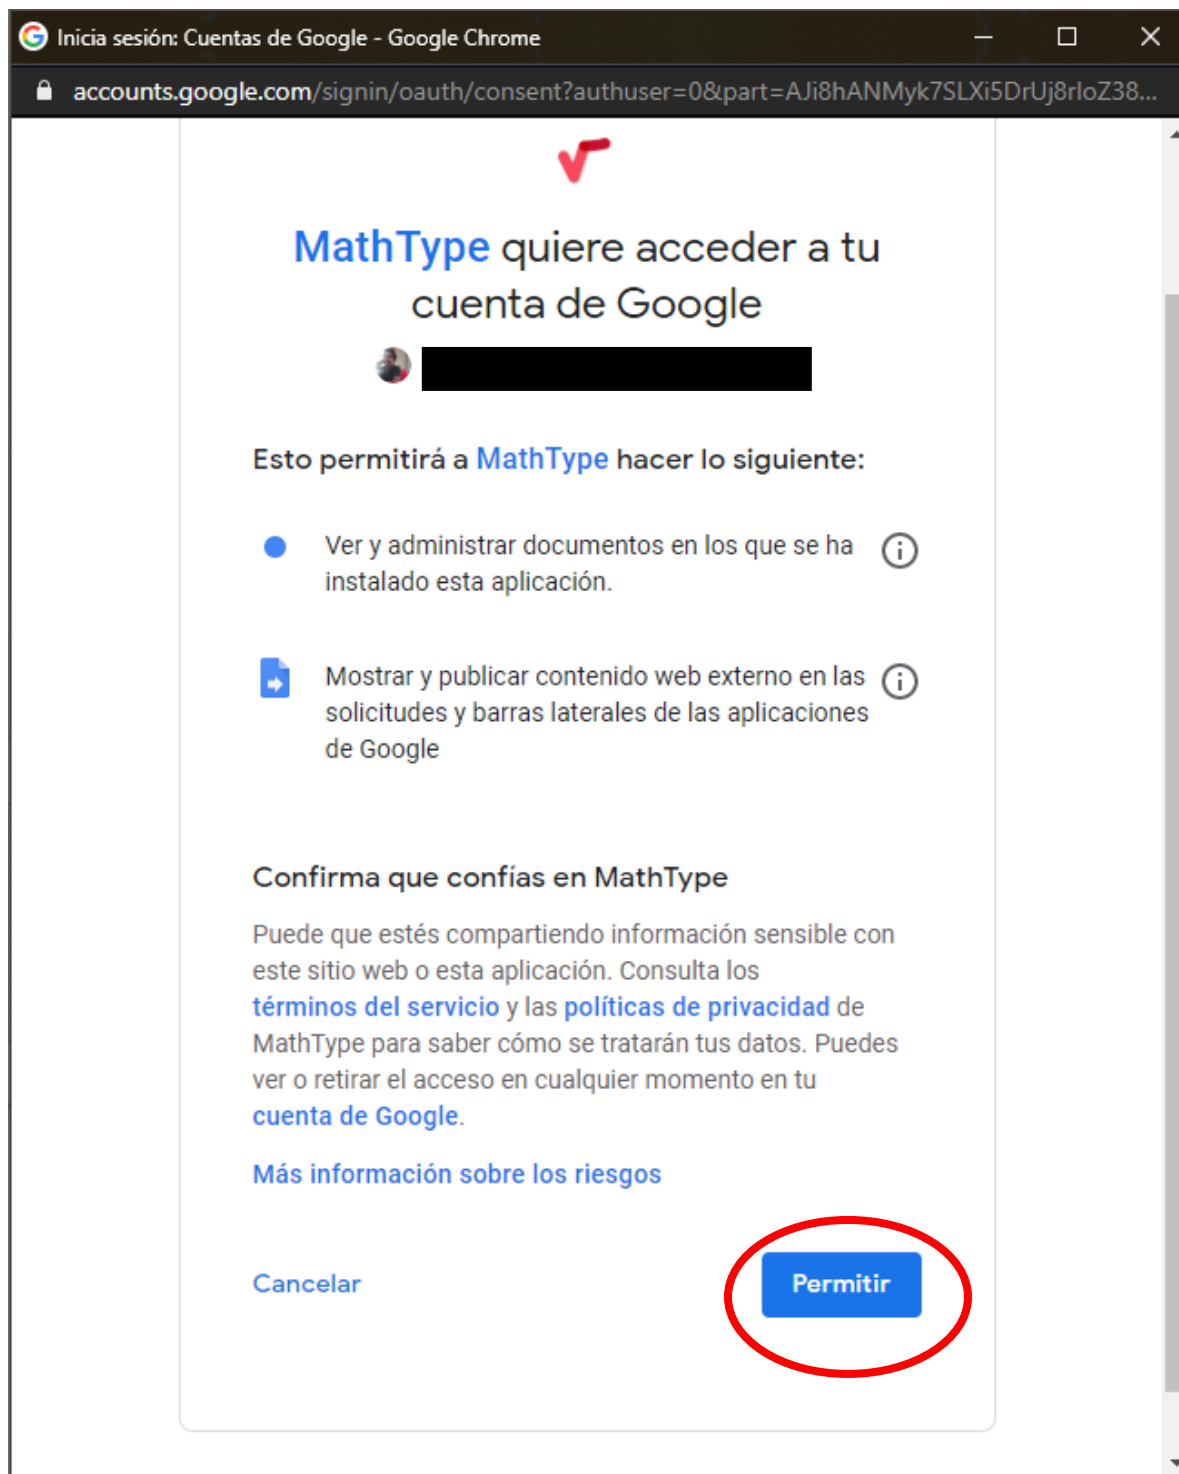 Inicia sesión: Cuentas de Google - Google Chrome
accounts.google.com/signin/oauth/consent?authuser=0&part=AJi8hANMyk7SLXi5DrUj8rIoZ38...
MathType quiere acceder a tu
cuenta de Google
Esto permitirá a MathType hacer lo siguiente:
Ver y administrar documentos en los que se ha
instalado esta aplicación.
Mostrar y publicar contenido web externo en las
solicitudes y barras laterales de las aplicaciones
de Google
Confirma que confías en MathType
Puede que estés compartiendo información sensible con
este sitio web o esta aplicación. Consulta los
términos del servicio y las políticas de privacidad de
MathType para saber cómo se tratarán tus datos. Puedes
ver o retirar el acceso en cualquier momento en tu
cuenta de Google.
Más información sobre los riesgos
Cancelar
Permitir